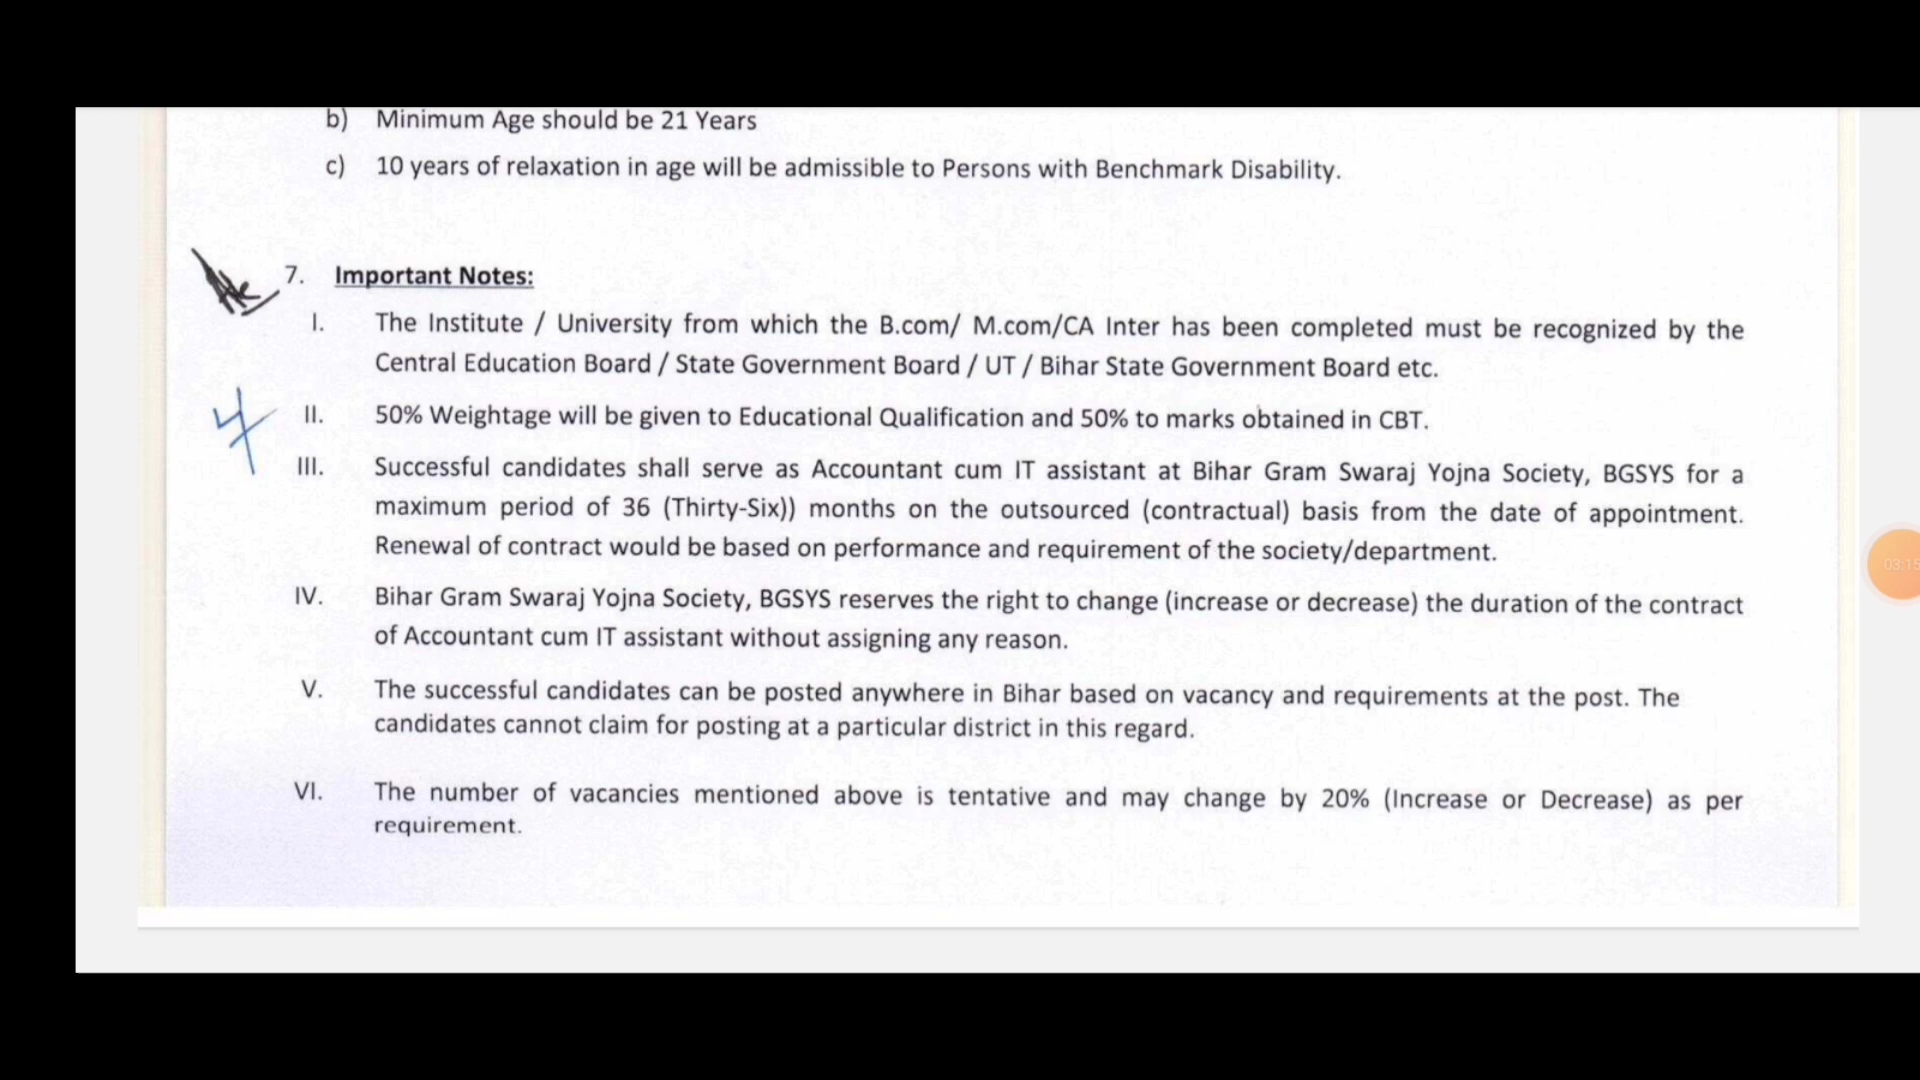 b) Minimum Age should be 21 Years
c) 10 years of relaxation in age will be admissible to Persons with Benchmark Disability.
7. Important Notes:
I. The Institute / University from which the B.com/ M.com/CA Inter has been completed must be recognized by the
Central Education Board / State Government Board / UT / Bihar State Government Board etc.
II. 50% Weightage will be given to Educational Qualification and 50% to marks obtained in CBT.
III. Successful candidates shall serve as Accountant cum IT assistant at Bihar Gram Swaraj Yojna Society, BGSYS for a
maximum period of 36 (Thirty-Six)) months on the outsourced (contractual) basis from the date of appointment.
Renewal of contract would be based on performance and requirement of the society/department.
IV. Bihar Gram Swaraj Yojna Society, BGSYS reserves the right to change (increase or decrease) the duration of the contract
of Accountant cum IT assistant without assigning any reason.
V. The successful candidates can be posted anywhere in Bihar based on vacancy and requirements at the post. The
candidates cannot claim for posting at a particular district in this regard.
VI. The number of vacancies mentioned above is tentative and may change by 20% (Increase or Decrease) as per
requirement.
03:15